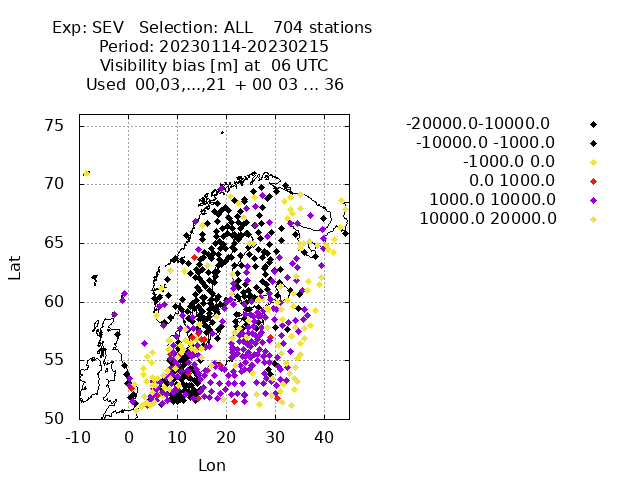 Exp: SEV   Selection: ALL    704 stations
Period: 20230114-20230215
Visibility bias [m] at  06 UTC
Used  00,03,...,21  + 00 03 ... 36
-20000.0-10000.0
-10000.0 -1000.0
-1000.0 0.0
0.0 1000.0
1000.0 10000.0
10000.0 20000.0
75
70
65
60
55
50
Lat
-10 0 10 20 30 40
Lon